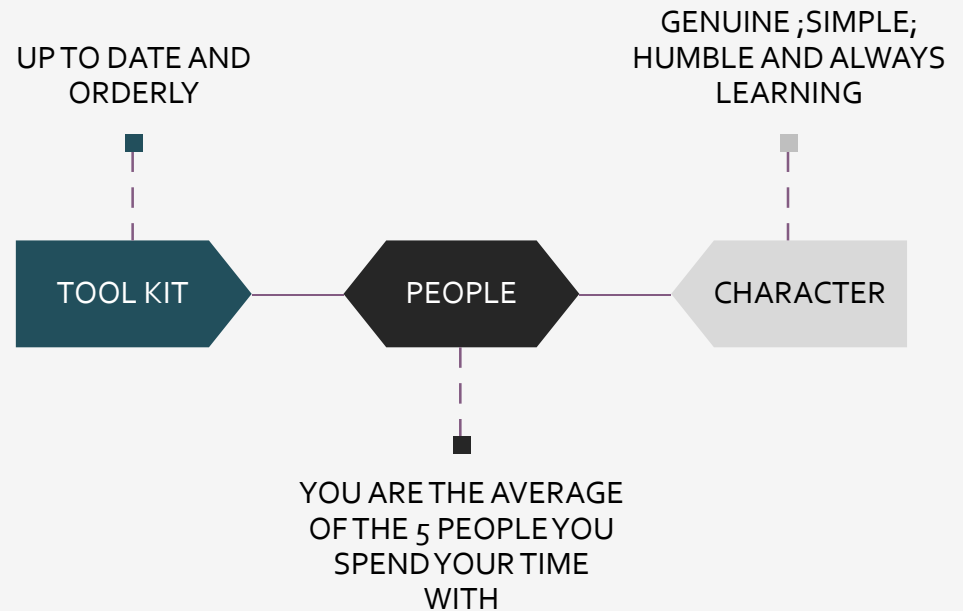 UP TO DATE AND
ORDERLY
GENUINE ;SIMPLE;
HUMBLE AND ALWAYS
LEARNING
TOOL KIT
PEOPLE
CHARACTER
YOU ARE THE AVERAGE
OF THE 5 PEOPLE YOU
SPEND YOUR TIME
WITH